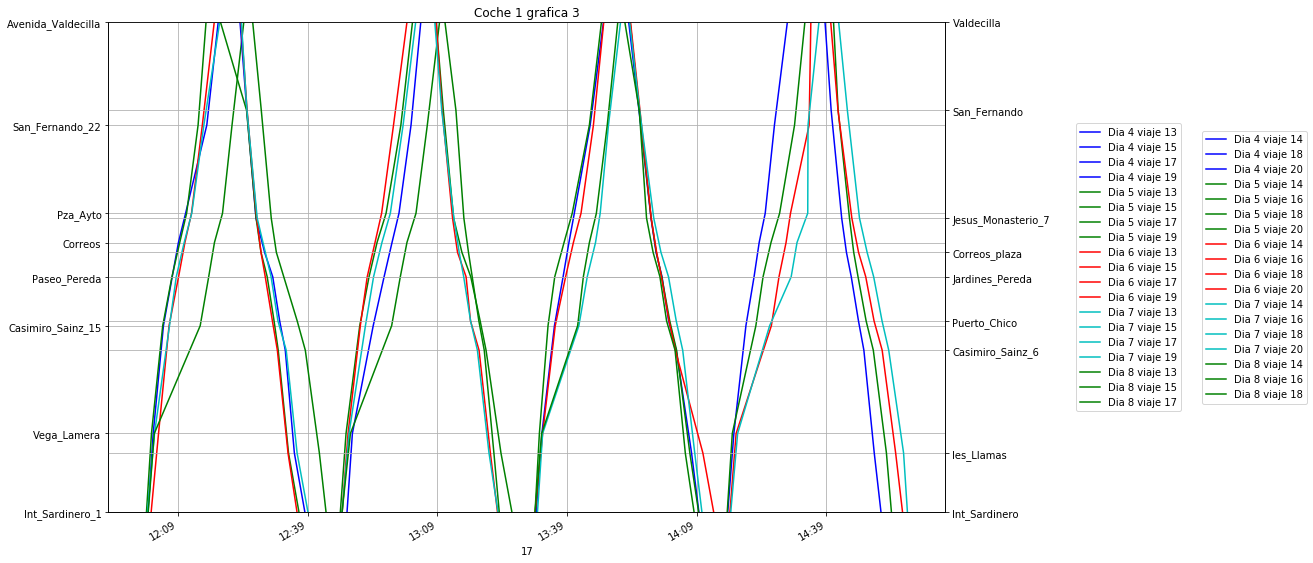 Coche 1 grafica 3
Avenida_Valdecilla
San_Fernando_22
Pza_Ayto
Correos
Paseo_Pereda
Casimiro_Sainz_15
Vega_Lamera
Int_Sardinero_1
Valdecilla
San_Fernando
Jesus_Monasterio_7
Correos_plaza
Jardines_Pereda
Puerto_Chico
Casimiro_Sainz_6
Ies_Llamas
Int_Sardinero
12:09
12:39
13:09
13:39
14:09
14:39
17
Dia 4 viaje 13
Dia 4 viaje 15
Dia 4 viaje 17
Dia 4 viaje 19
Dia 5 viaje 13
Dia 5 viaje 15
Dia 5 viaje 17
Dia 5 viaje 19
Dia 6 viaje 13
Dia 6 viaje 15
Dia 6 viaje 17
Dia 6 viaje 19
Dia 7 viaje 13
Dia 7 viaje 15
Dia 7 viaje 17
Dia 7 viaje 19
Dia 8 viaje 13
Dia 8 viaje 15
Dia 8 viaje 17
Dia 4 viaje 14
Dia 4 viaje 18
Dia 4 viaje 20
Dia 5 viaje 14
Dia 5 viaje 16
Dia 5 viaje 18
Dia 5 viaje 20
Dia 6 viaje 14
Dia 6 viaje 16
Dia 6 viaje 18
Dia 6 viaje 20
Dia 7 viaje 14
Dia 7 viaje 16
Dia 7 viaje 18
Dia 7 viaje 20
Dia 8 viaje 14
Dia 8 viaje 16
Dia 8 viaje 18